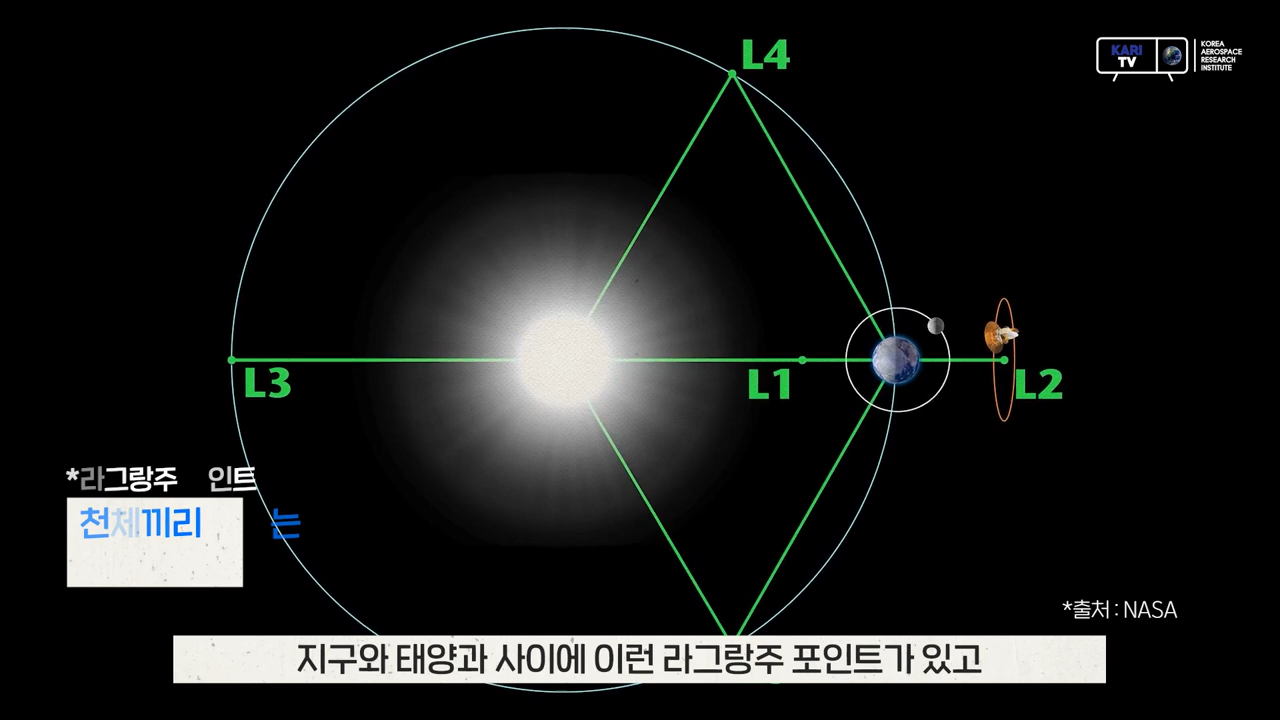 L4
KARI
TV
KOREA
AEROSPACE
RESEARCH
INSTITUTE
L3
L1
L2
*라그랑주 인트
천체끼리 는
*출처 : NASA
지구와 태양과 사이에 이런 라그랑주 포인트가 있고